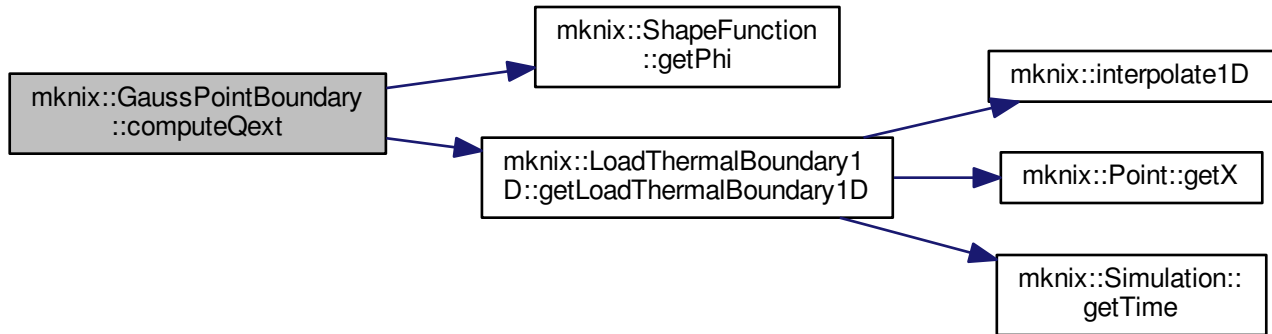 mknix::GaussPointBoundary
::computeQext
mknix::ShapeFunction
::getPhi
mknix::LoadThermalBoundary1
D::getLoadThermalBoundary1D
mknix::interpolate1D
mknix::Point::getX
mknix::Simulation::
getTime